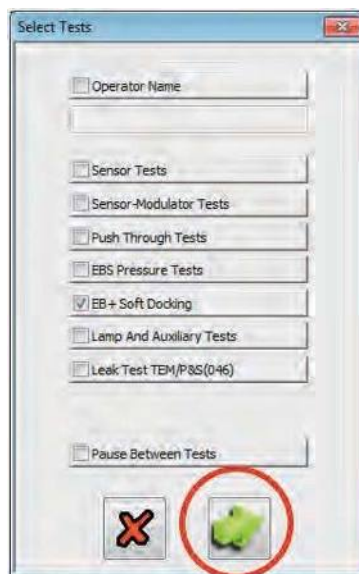 Select Tests
Operator Name
Sensor Tests
Sensor-Modulator Tests
Push Through Tests
EBS Pressure Tests
EB+ Soft Docking
Lamp And Auxiliary Tests
Leak Test TEM/P&S(046)
Pause Between Tests